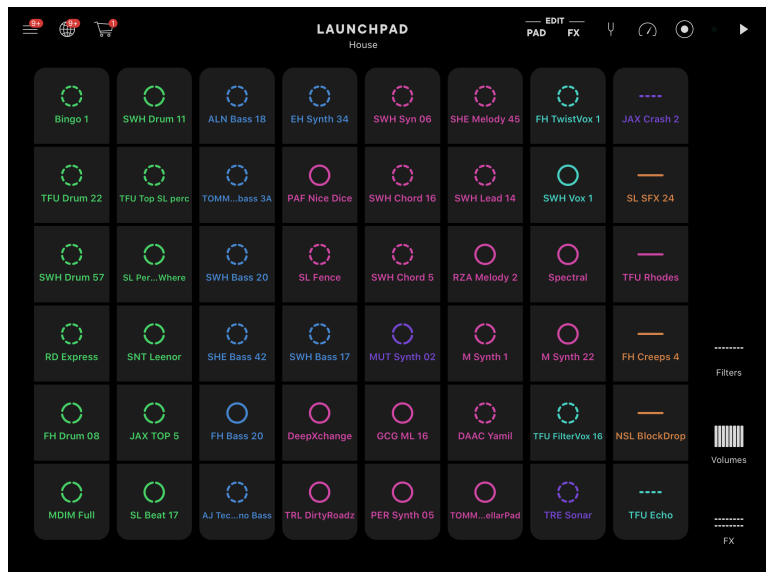 9+
9+
1
LAUNCHPAD
House
EDIT
PAD FX
Bingo 1
SWH Drum 11
ALN Bass 18
EH Synth 34
SWH Syn 06
SHE Melody 45
FH TwistVox 1
JAX Crash 2
TFU Drum 22
TFU Top SL perc
TOMM...bass 3A
PAF Nice Dice
SWH Chord 16
SWH Lead 14
SWH Vox 1
SL SFX 24
SWH Drum 57
SL Per...Where
SWH Bass 20
SL Fence
SWH Chord 5
RZA Melody 2
Spectral
TFU Rhodes
RD Express
SNT Leenor
SHE Bass 42
SWH Bass 17
MUT Synth 02
M Synth 1
M Synth 22
FH Creeps 4
Filters
FH Drum 08
JAX TOP 5
FH Bass 20
DeepXchange
GCG ML 16
DAAC Yamil
TFU FilterVox 16
NSL BlockDrop
Volumes
MDIM Full
SL Beat 17
AJ Tec...no Bass
TRL DirtyRoadz
PER Synth 05
TOMM...ellarPad
TRE Sonar
TFU Echo
FX